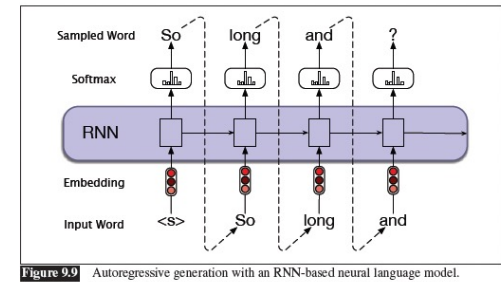 Sampled Word So long and ?
Softmax
RNN
Embedding
Input Word <s> So long and
Figure 9.9 Autoregressive generation with an RNN-based neural language model.